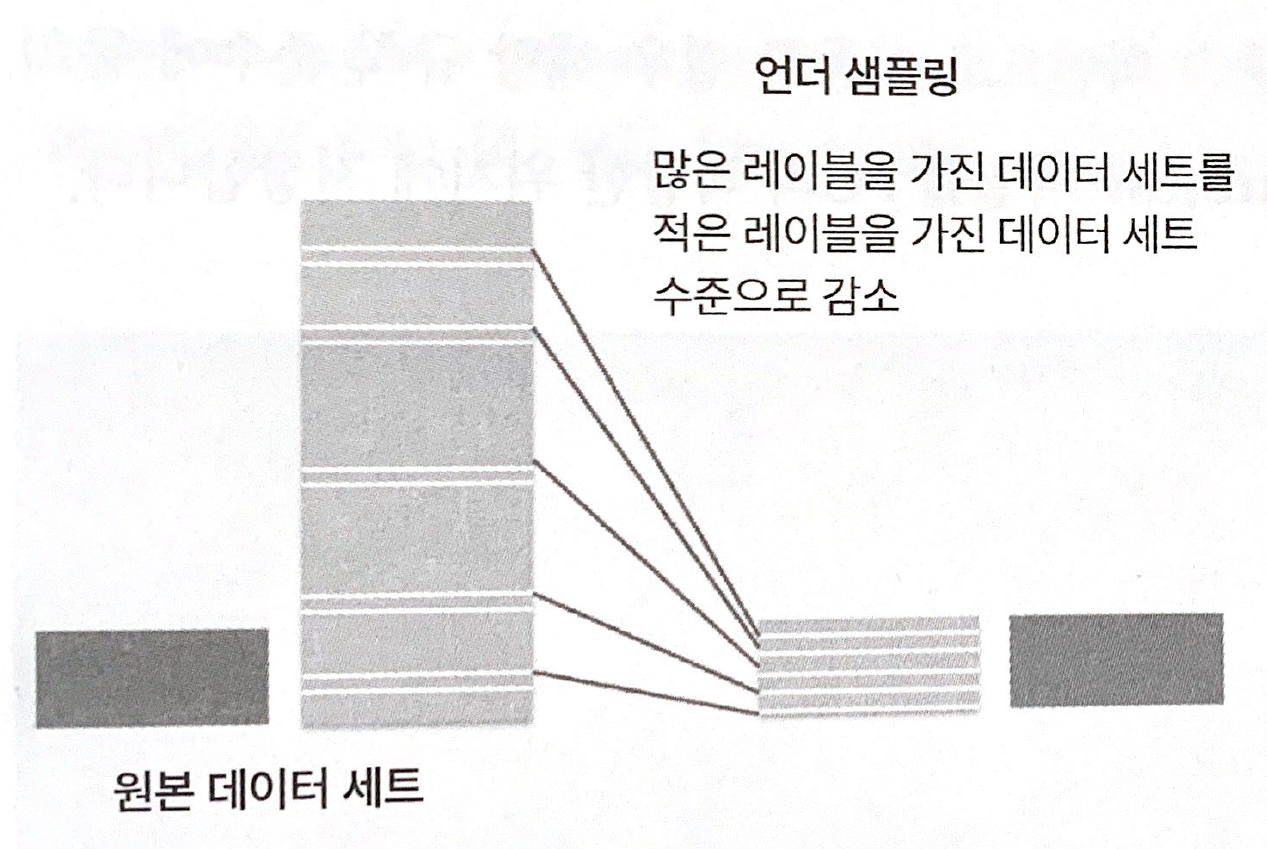 언더 샘플링
많은 레이블을 가진 데이터 세트를
적은 레이블을 가진 데이터 세트
수준으로 감소
원본 데이터 세트